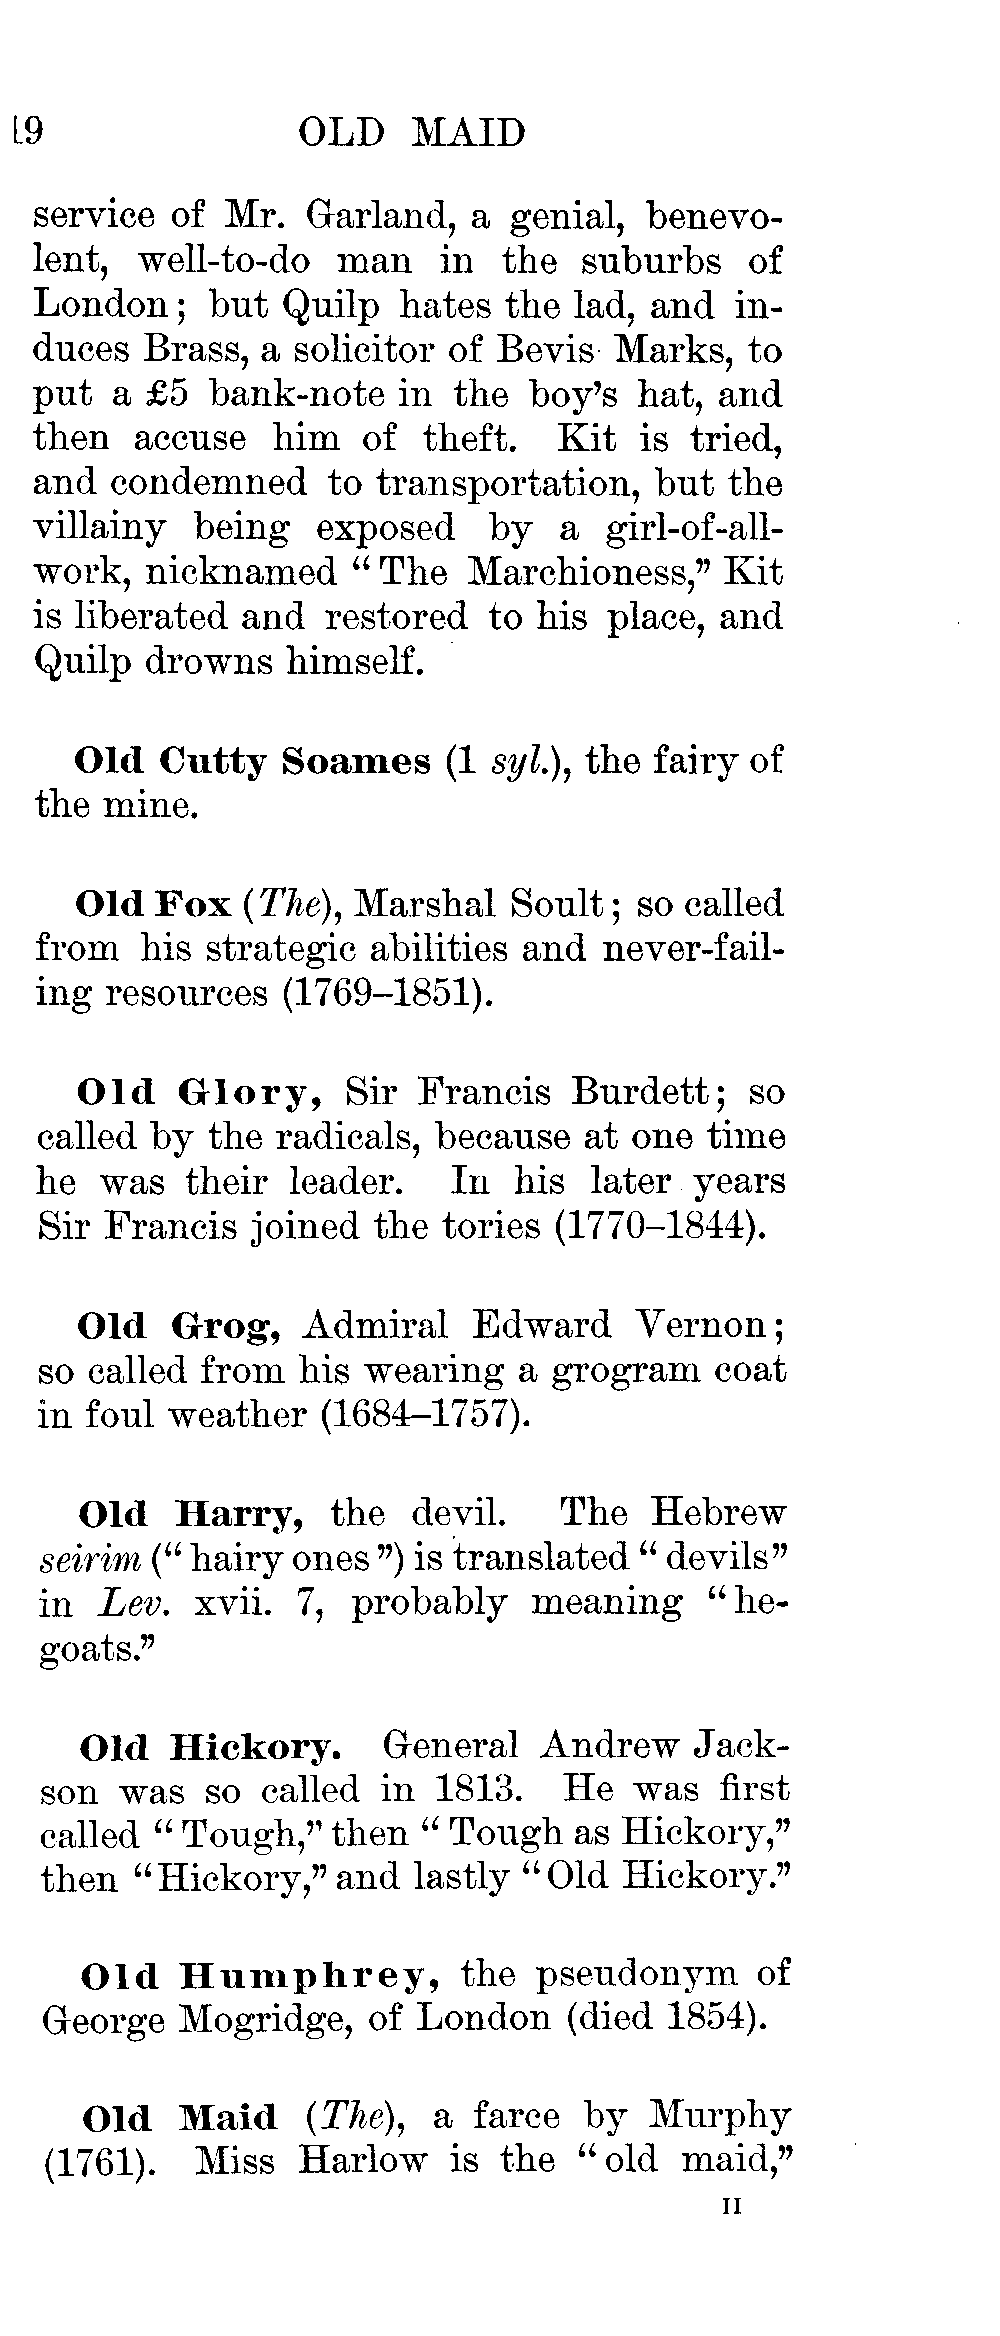 19 OLD MAID
service of Mr. Garland, a genial, benevo-
lent, well-to-do man in the suburbs of
London; but Quilp hates the lad, and in-
duces Brass, a solicitor of Bevis Marks, to
put a £5 bank-note in the boy's hat, and
then accuse him of theft. Kit is tried,
and condemned to transportation, but the
villainy being exposed by a girl-of-all-
work, nicknamed “The Marchioness,” Kit
is liberated and restored to his place, and
Quilp drowns himself.
Old Cutty Soames (1 syl.), the fairy of
the mine.
Old Fox (The), Marshal Soult; so called
from his strategic abilities and never-fail-
ing resources (1769–1851).
Old Glory, Sir Francis Burdett; so
called by the radicals, because at one time
he was their leader. In his later years
Sir Francis joined the tories (1770–1844).
Old Grog, Admiral Edward Vernon;
so called from his wearing a grogram coat
in foul weather (1684–1757).
Old Harry, the devil. The Hebrew
seirim (“hairy ones”) is translated “devils”
in Lev. xvii. 7, probably meaning “he-
goats.”
Old Hickory. General Andrew Jack-
son was so called in 1813. He was first
called “Tough,” then “Tough as Hickory,”
then “Hickory,” and lastly “Old Hickory.”
Old Humphrey, the pseudonym of
George Mogridge, of London (died 1854).
Old Maid (The), a farce by Murphy
(1761). Miss Harlow is the “old maid,”
II